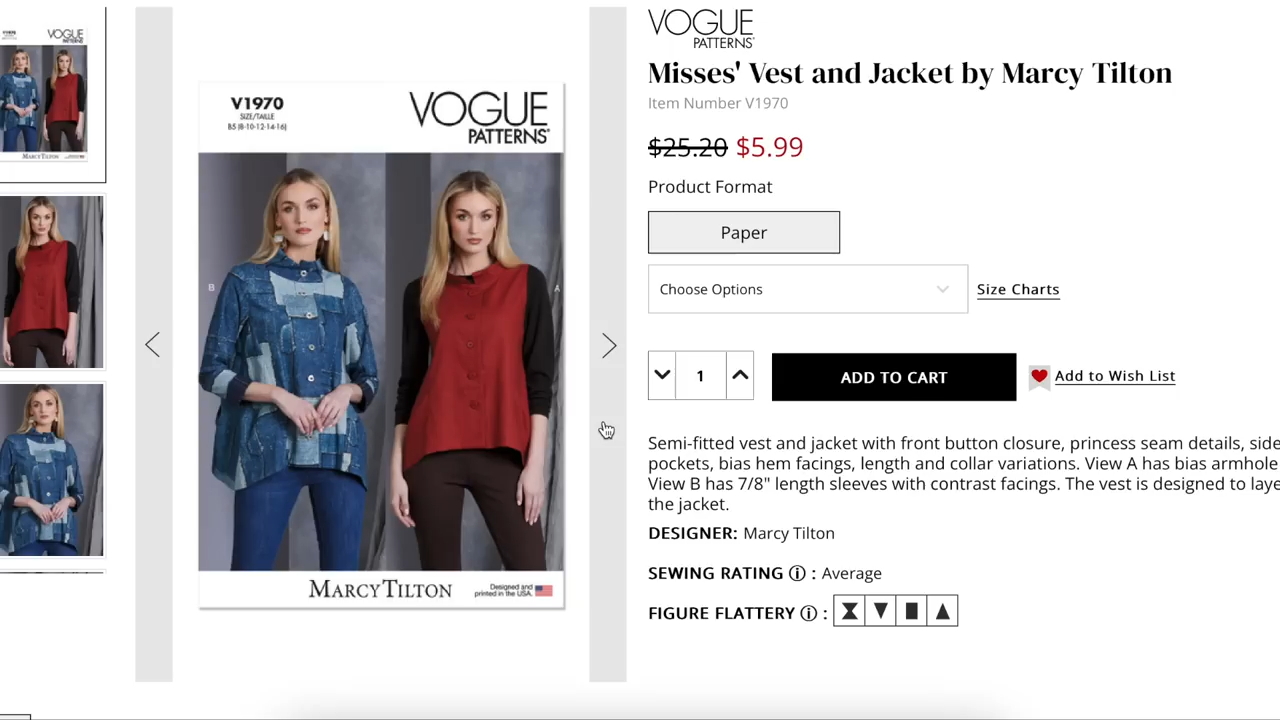 VOGUE
PATTERNS
Misses' Vest and Jacket by Marcy Tilton
Item Number V1970
$25.20 $5.99
Product Format
Paper
Choose Options
Size Charts
1
ADD TO CART
Add to Wish List
Semi-fitted vest and jacket with front button closure, princess seam details, side
pockets, bias hem facings, length and collar variations. View A has bias armhole
View B has 7/8" length sleeves with contrast facings. The vest is designed to laye
the jacket.
DESIGNER: Marcy Tilton
SEWING RATING ⓘ : Average
FIGURE FLATTERY ⓘ :
V1970
SIZE/TAILLE
B5 (8-10-12-14-16)
VOGUE
PATTERNS®
B
A
MARCYTILTON
Designed and
printed in the USA.
VOGUE
PATTERNS
MARCYTILTON